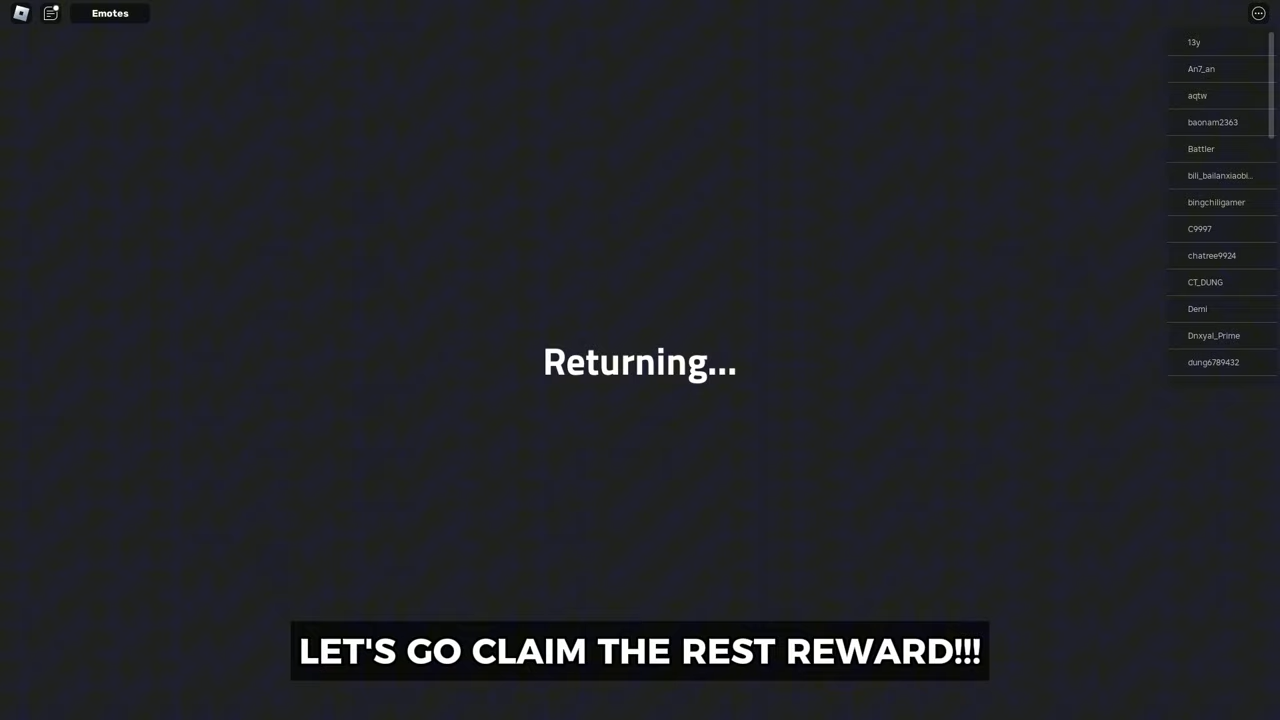 Emotes
13y
An7_an
aqtw
baonam2363
Battler
bili_bailanxiaobi...
bingchiligamer
C9997
chatree9924
CT_DUNG
Demi
Dnxyal_Prime
dung6789432
Returning...
LET'S GO CLAIM THE REST REWARD!!!